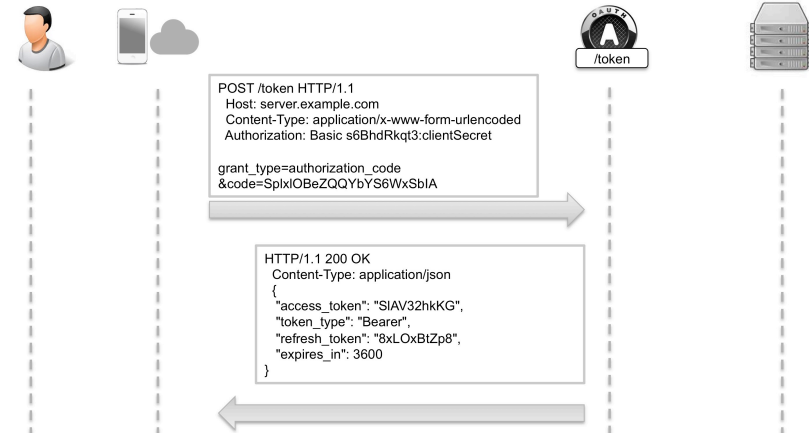 OAUTH
A
/token
POST /token HTTP/1.1
Host: server.example.com
Content-Type: application/x-www-form-urlencoded
Authorization: Basic s6BhdRkqt3:clientSecret
grant_type=authorization_code
&code=SplxlOBeZQQYbYS6WxSbIA
HTTP/1.1 200 OK
Content-Type: application/json
{
"access_token": "SlAV32hkKG",
"token_type": "Bearer",
"refresh_token": "8xLOxBtZp8",
"expires_in": 3600
}